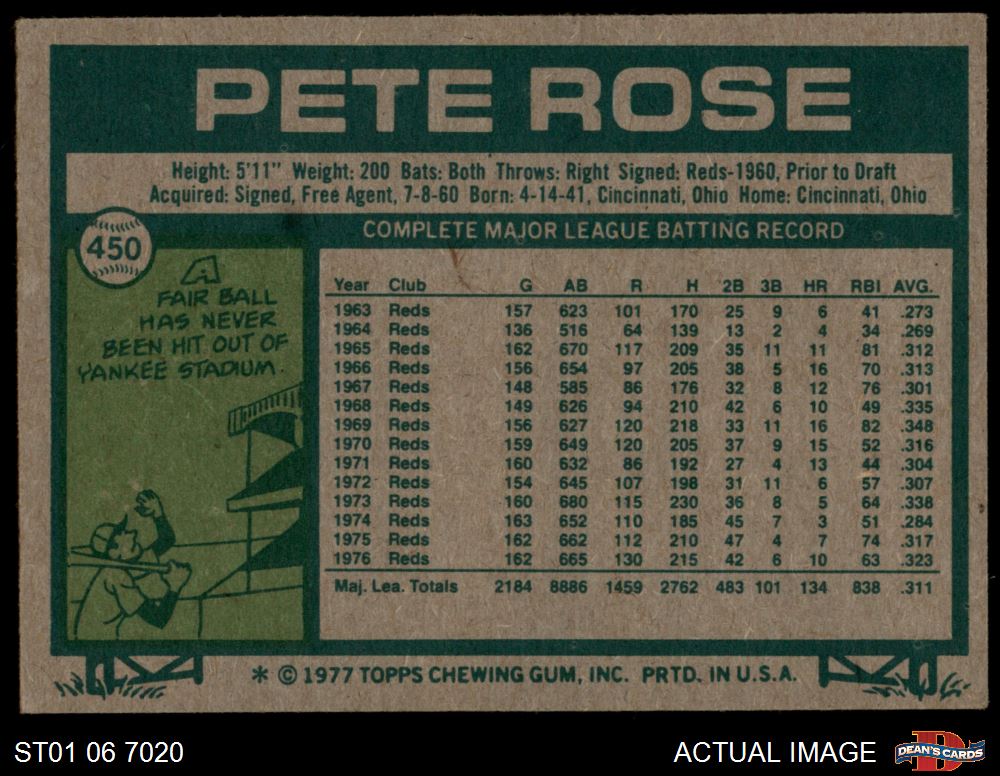 PETE ROSE
Height: 5'11" Weight: 200 Bats: Both Throws: Right Signed: Reds-1960, Prior to Draft
Acquired: Signed, Free Agent, 7-8-60 Born: 4-14-41, Cincinnati, Ohio Home: Cincinnati, Ohio
450
A
FAIR BALL
HAS NEVER
BEEN HIT OUT OF
YANKEE STADIUM.
COMPLETE MAJOR LEAGUE BATTING RECORD
Year Club G AB R H 2B 3B HR RBI AVG.
1963 Reds 157 623 101 170 25 9 6 41 .273
1964 Reds 136 516 64 139 13 2 4 34 .269
1965 Reds 162 670 117 209 35 11 11 81 .312
1966 Reds 156 654 97 205 38 5 16 70 .313
1967 Reds 148 585 86 176 32 8 12 76 .301
1968 Reds 149 626 94 210 42 6 10 49 .335
1969 Reds 156 627 120 218 33 11 16 82 .348
1970 Reds 159 649 120 205 37 9 15 52 .316
1971 Reds 160 632 86 192 27 4 13 44 .304
1972 Reds 154 645 107 198 31 11 6 57 .307
1973 Reds 160 680 115 230 36 8 5 64 .338
1974 Reds 163 652 110 185 45 7 3 51 .284
1975 Reds 162 662 112 210 47 4 7 74 .317
1976 Reds 162 665 130 215 42 6 10 63 .323
Maj. Lea. Totals 2184 8886 1459 2762 483 101 134 838 .311
* © 1977 TOPPS CHEWING GUM, INC. PRTD. IN U.S.A.
ST01 06 7020
ACTUAL IMAGE
D
DEAN'S CARDS